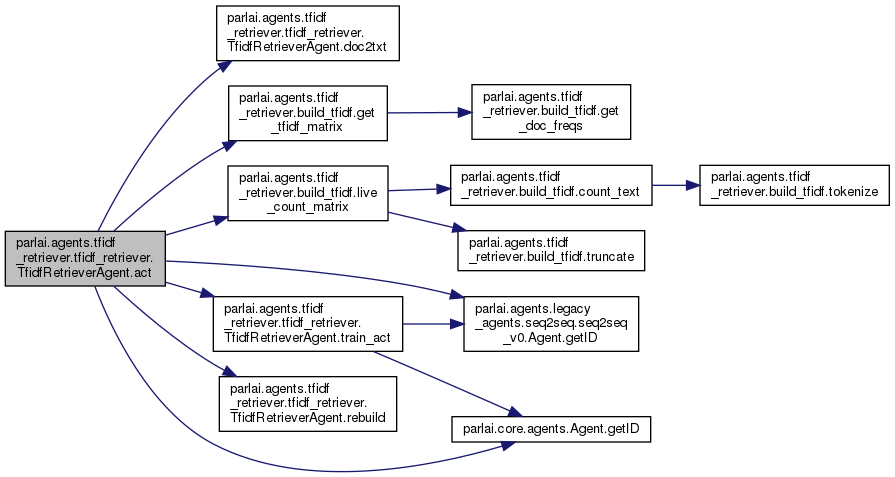 parlai.agents.tfidf
_retriever.tfidf_retriever.
TfidfRetrieverAgent.doc2txt
parlai.agents.tfidf
_retriever.build_tfidf.get
_tfidf_matrix
parlai.agents.tfidf
_retriever.build_tfidf.get
_doc_freqs
parlai.agents.tfidf
_retriever.build_tfidf.live
_count_matrix
parlai.agents.tfidf
_retriever.build_tfidf.count_text
parlai.agents.tfidf
_retriever.build_tfidf.tokenize
parlai.agents.tfidf
_retriever.build_tfidf.truncate
parlai.agents.tfidf
_retriever.tfidf_retriever.
TfidfRetrieverAgent.act
parlai.agents.tfidf
_retriever.tfidf_retriever.
TfidfRetrieverAgent.train_act
parlai.agents.legacy
_agents.seq2seq.seq2seq
_v0.Agent.getID
parlai.agents.tfidf
_retriever.tfidf_retriever.
TfidfRetrieverAgent.rebuild
parlai.core.agents.Agent.getID